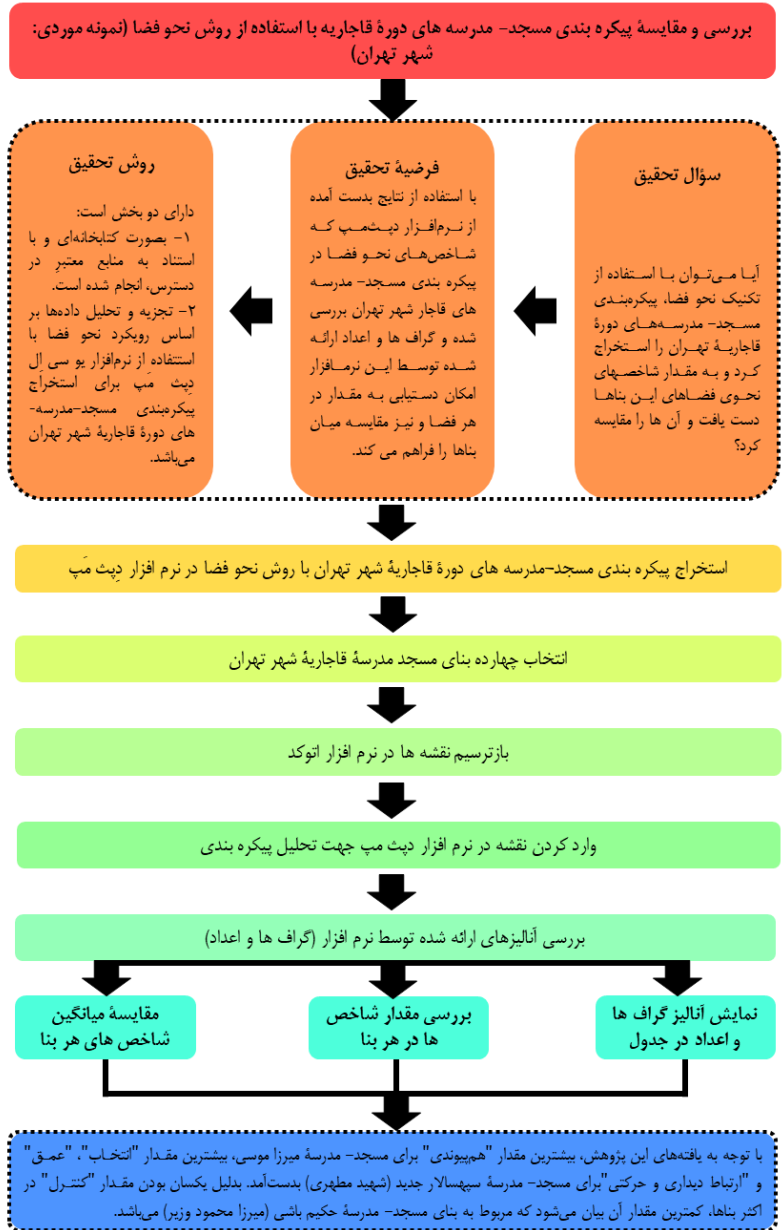 بررسی و مقایسهٔ پیکره بندی مسجد- مدرسه های دورهٔ قاجاریه با استفاده از روش نحو فضا (نمونه موردی:
شهر تهران)
سؤال تحقیق
آیا می‌توان با استفاده از
تکنیک نحو فضا، پیکره‌بندی
مسجد- مدرسه‌های دورهٔ
قاجاریهٔ تهران را استخراج
کرد و به مقدار شاخصهای
نحوی فضاهای این بناها
دست یافت و آن ها را مقایسه
کرد؟
فرضیهٔ تحقیق
با استفاده از نتایج بدست آمده
از نرم‌افزار دپث‌مپ که
شاخص‌های نحو فضا در
پیکره بندی مسجد- مدرسه
های قاجار شهر تهران بررسی
شده و گراف ها و اعداد ارائه
شده توسط این نرمافزار
امکان دستیابی به مقدار در
هر فضا و نیز مقایسه میان
بناها را فراهم می کند.
روش تحقیق
دارای دو بخش است:
۱- بصورت کتابخانه‌ای و با
استناد به منابع معتبرِ در
دسترس، انجام شده است.
۲- تجزیه و تحلیل داده‌ها بر
اساس رویکرد نحو فضا با
استتفاده از نرم‌افزار یو سی اِل
دِپث مَپ برای استخراج
پیکره‌بندی مسجد-مدرسه-
های دورهٔ قاجاریهٔ شهر تهران
می‌باشد.
استخراج پیکره بندی مسجد-مدرسه های دورهٔ قاجاریهٔ شهر تهران با روش نحو فضا در نرم افزار دِپث مَپ
انتخاب چهارده بنای مسجد مدرسهٔ قاجاریهٔ شهر تهران
بازترسیم نقشه ها در نرم افزار اتوکد
وارد کردن نقشه در نرم افزار دپث مپ جهت تحلیل پیکره بندی
بررسی آنالیزهای ارائه شده توسط نرم افزار (گراف ها و اعداد)
نمایش آنالیز گراف ها
و اعداد در جدول
بررسی مقدار شاخص
ها در هر بنا
مقایسهٔ میانگین
شاخص های هر بنا
با توجه به یافته‌های این پژوهش، بیشترین مقدار "هم‌پیوندی" برای مسجد- مدرسهٔ میرزا موسی، بیشترین مقـدار "انتخـاب"، "عمـق"
و "ارتباط دیداری و حرکتی"برای مسجد- مدرسهٔ سپهسالار جدید (شهید مطهری) بدست‌آمد. بدلیل یکسان بودن مقدار "کنتـرل" در
اکثر بناها، کمترین مقدار آن بیان می‌شود که مربوط به بنای مسجد- مدرسهٔ حکیم باشی (میرزا محمود وزیر) می‌باشد.